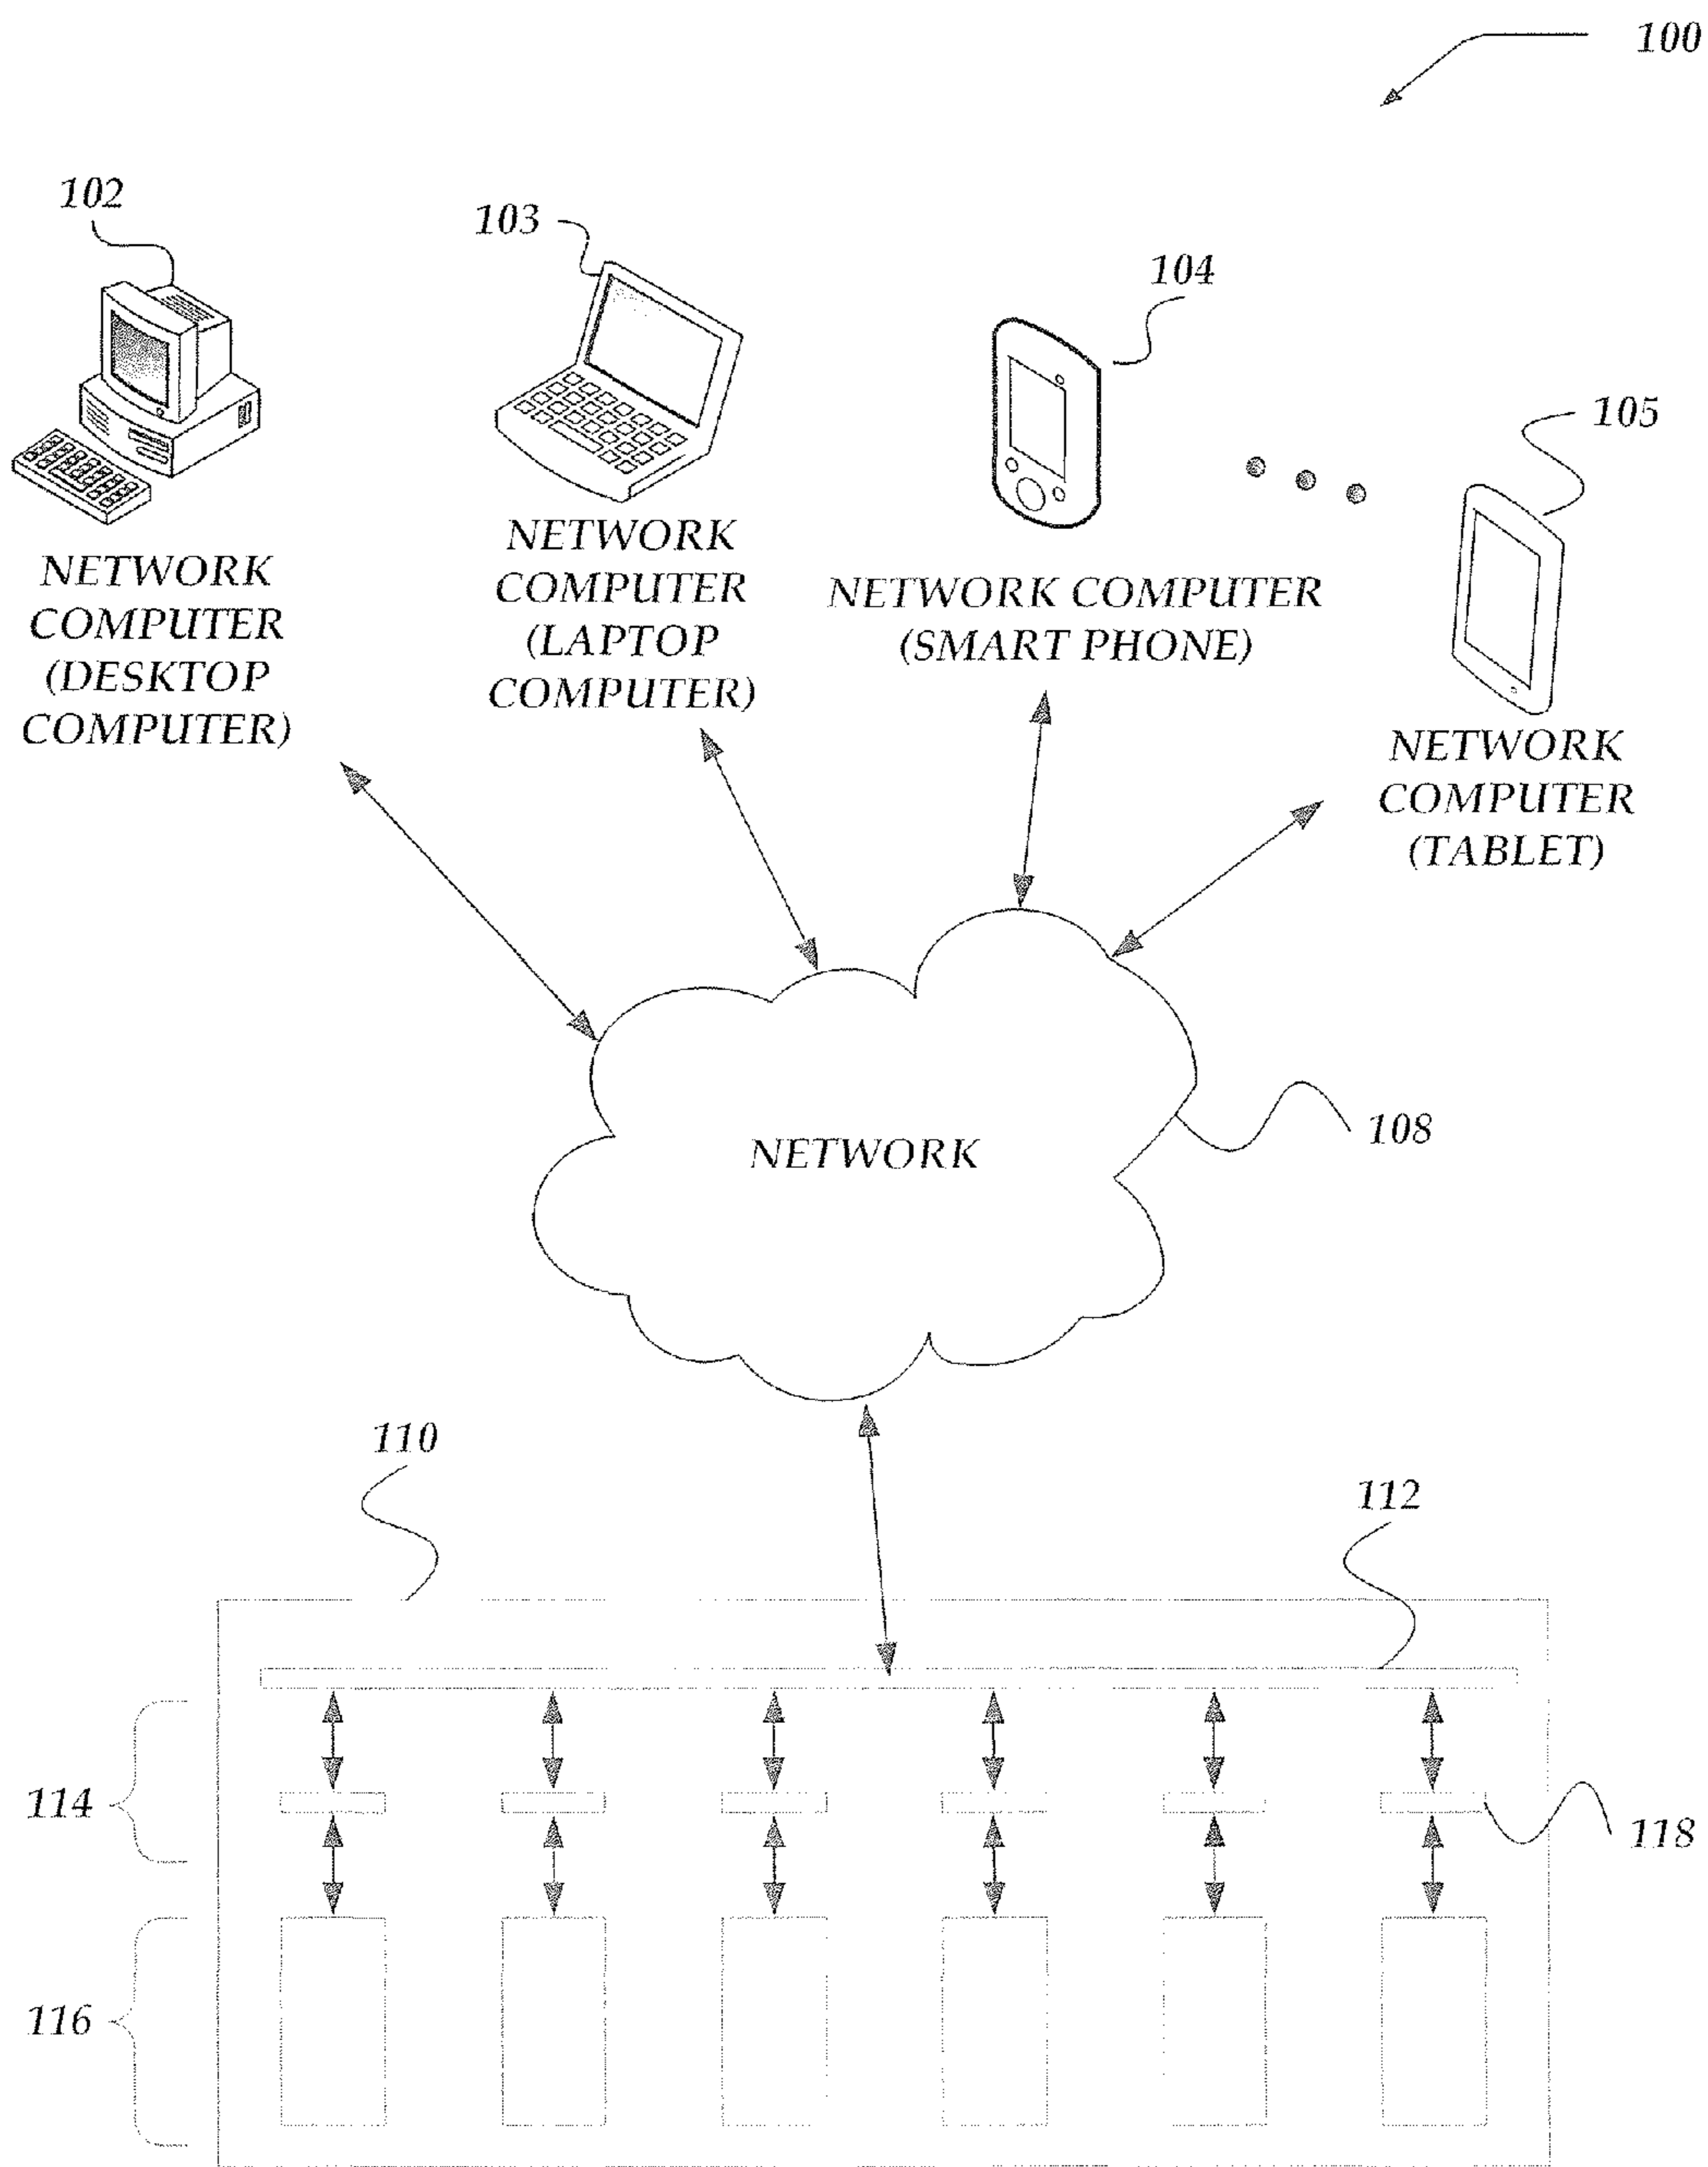 100
102
103
104
105
NETWORK
COMPUTER
(DESKTOP
COMPUTER)
NETWORK
COMPUTER
(LAPTOP
COMPUTER)
NETWORK COMPUTER
(SMART PHONE)
NETWORK
COMPUTER
(TABLET)
NETWORK
108
110
112
114
118
116